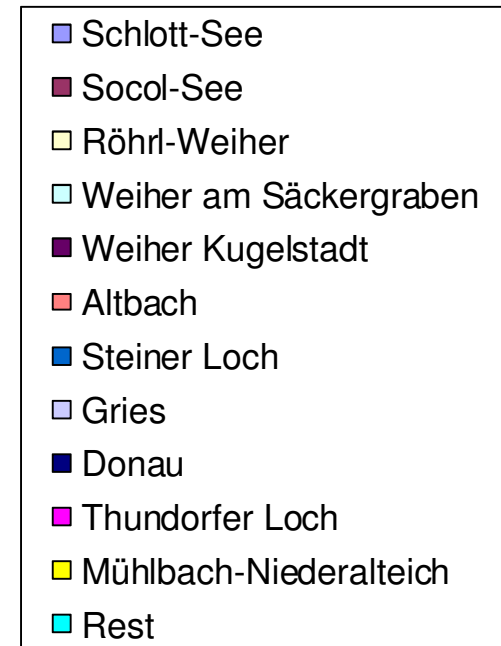 Schlott-See
Socol-See
Röhrl-Weiher
Weiher am Säckergraben
Weiher Kugelstadt
Altbach
Steiner Loch
Gries
Donau
Thundorfer Loch
Mühlbach-Niederalteich
Rest